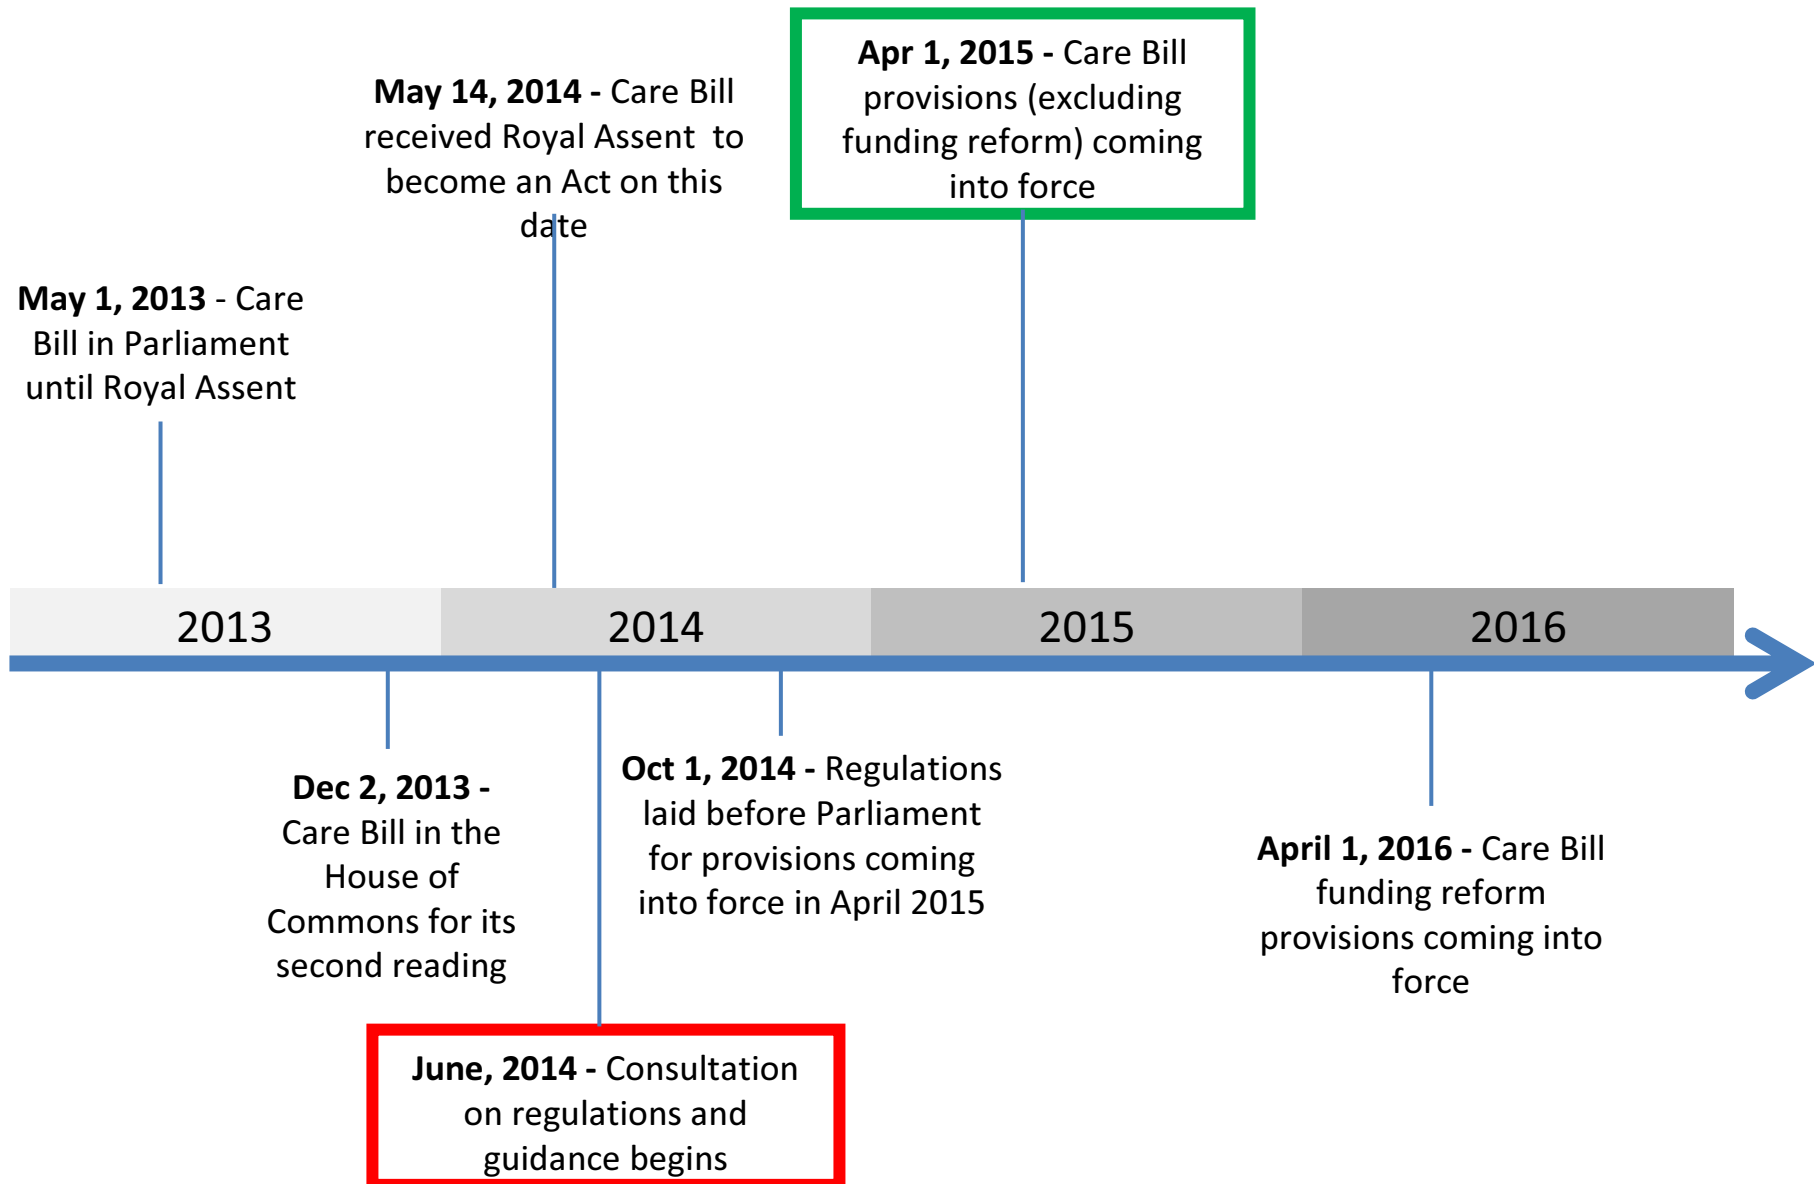 Apr 1, 2015 - Care Bill
provisions (excluding
funding reform) coming
into force
May 14, 2014 - Care Bill
received Royal Assent to
become an Act on this
date
May 1, 2013 - Care
Bill in Parliament
until Royal Assent
2013
2014
2015
2016
Dec 2, 2013 -
Care Bill in the
House of
Commons for its
second reading
Oct 1, 2014 - Regulations
laid before Parliament
for provisions coming
into force in April 2015
April 1, 2016 - Care Bill
funding reform
provisions coming into
force
June, 2014 - Consultation
on regulations and
guidance begins